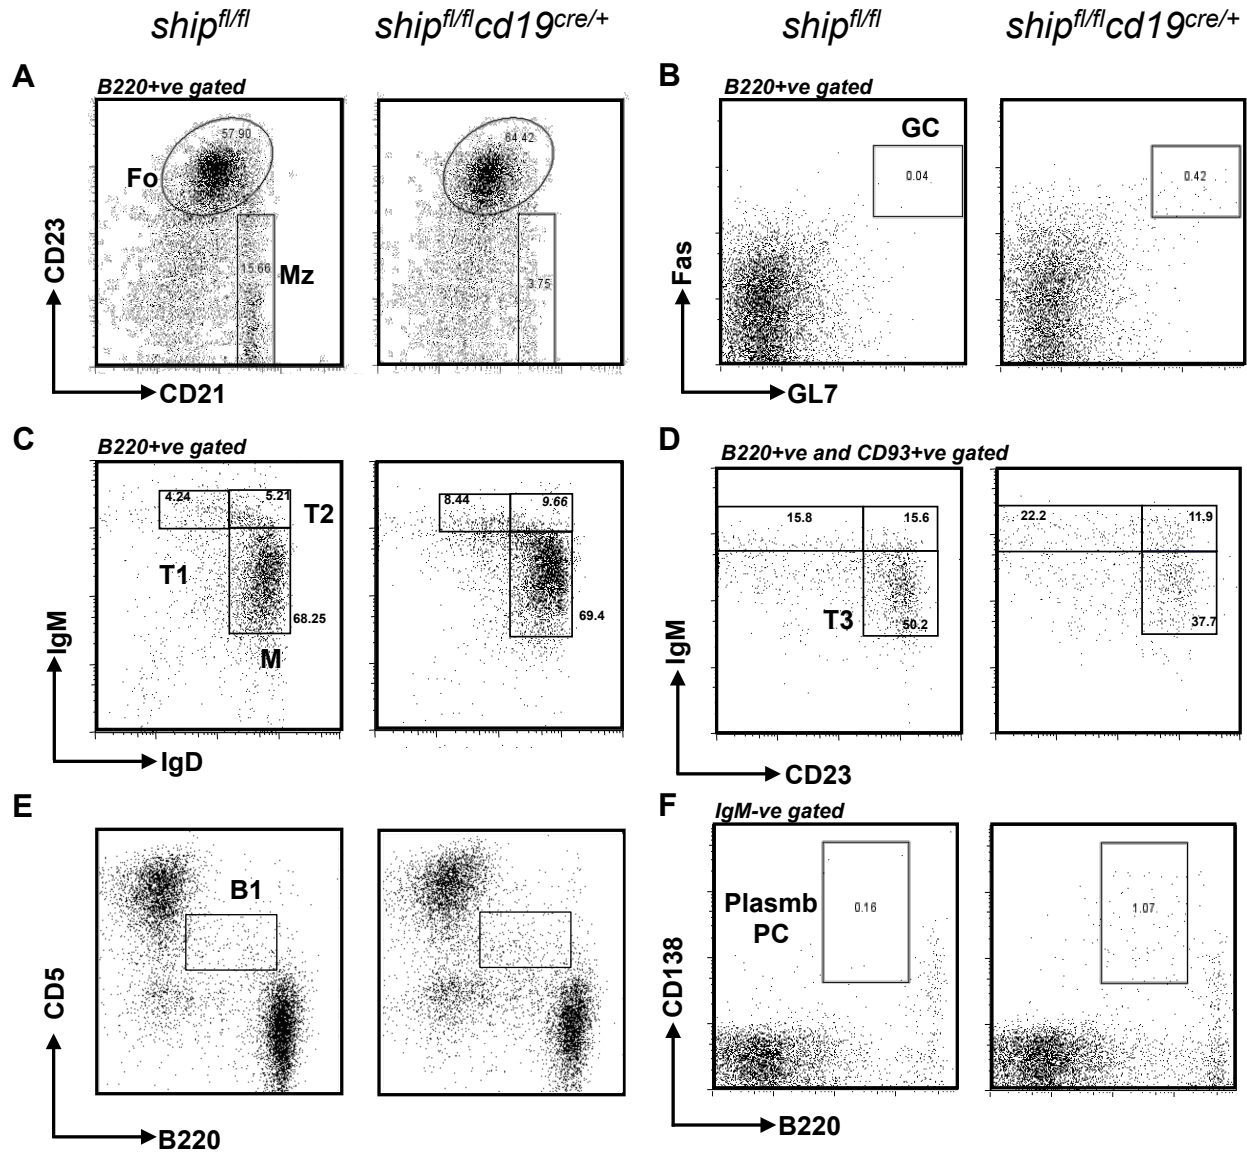 ship^fl/fl ship^fl/fl cd19^cre/+ ship^fl/fl ship^fl/fl cd19^cre/+
A
B220+ve gated
57.90
Fo
15.66
Mz
64.42
3.75
CD23
CD21
B
B220+ve gated
GC
0.04
0.42
Fas
GL7
C
B220+ve gated
4.24 5.21
T2
T1
68.25
M
8.44 9.66
69.4
IgM
IgD
D
B220+ve and CD93+ve gated
15.8 15.6
T3
50.2
22.2 11.9
37.7
IgM
CD23
E
B1
CD5
B220
F
IgM-ve gated
Plasmb
PC
0.16
1.07
CD138
B220